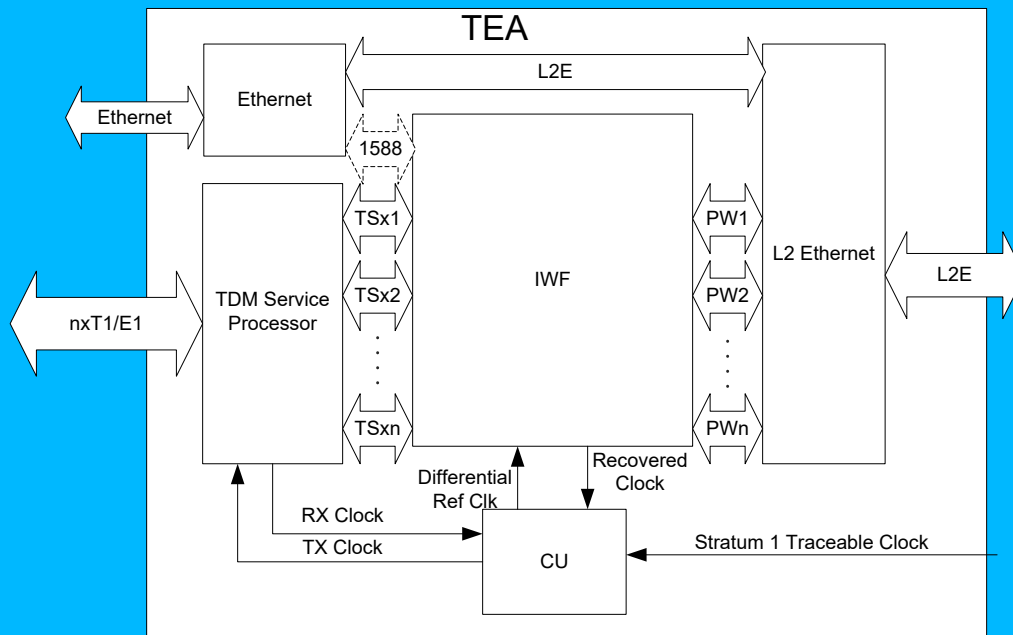 TEA
L2E
Ethernet
Ethernet
1588
TSx1
PW1
L2 Ethernet
L2E
IWF
TSx2
PW2
TDM Service
Processor
nxT1/E1
TSxn
PWn
Differential
Ref Clk
Recovered
Clock
RX Clock
TX Clock
CU
Stratum 1 Traceable Clock